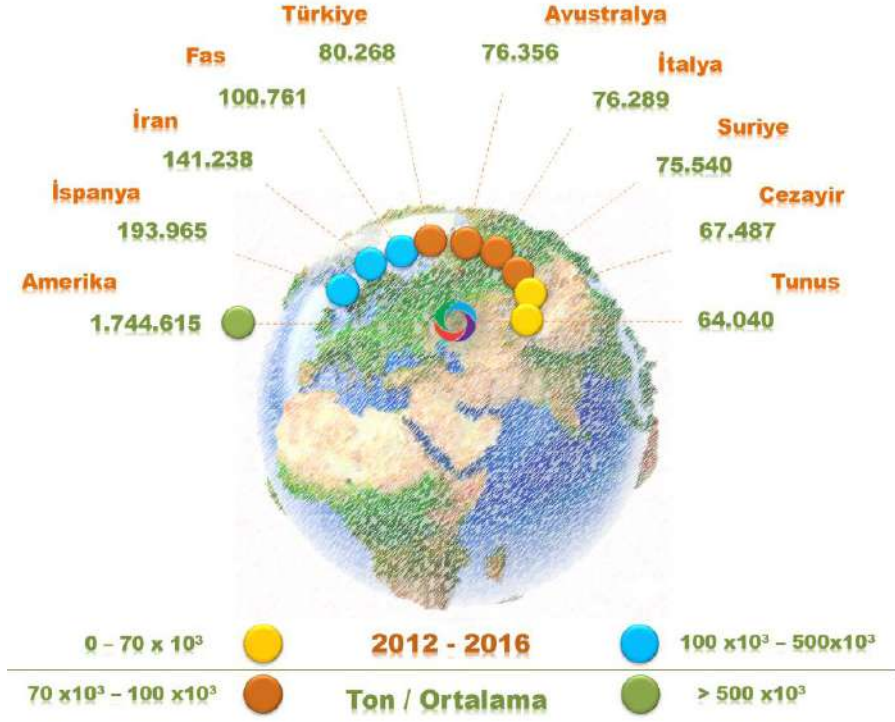 Türkiye
80.268
Avustralya
76.356
Fas
100.761
İtalya
76.289
İran
141.238
Suriye
75.540
İspanya
193.965
Cezayir
67.487
Amerika
1.744.615
Tunus
64.040
0 – 70 x 10³
2012 - 2016
100 x10³ – 500x10³
70 x10³ – 100 x10³
Ton / Ortalama
> 500 x10³